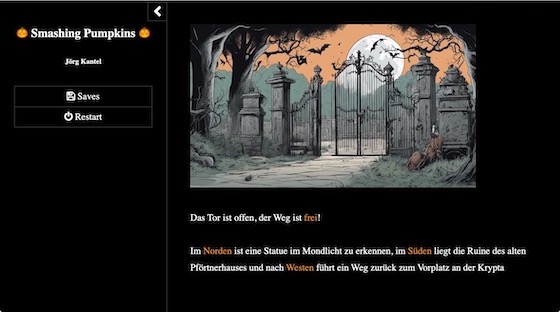 🎃 Smashing Pumpkins 🎃
Jörg Kantel
Saves
Restart
Das Tor ist offen, der Weg ist frei!
Im Norden ist eine Statue im Mondlicht zu erkennen, im Süden liegt die Ruine des alten
Pförtnerhauses und nach Westen führt ein Weg zurück zum Vorplatz an der Krypta